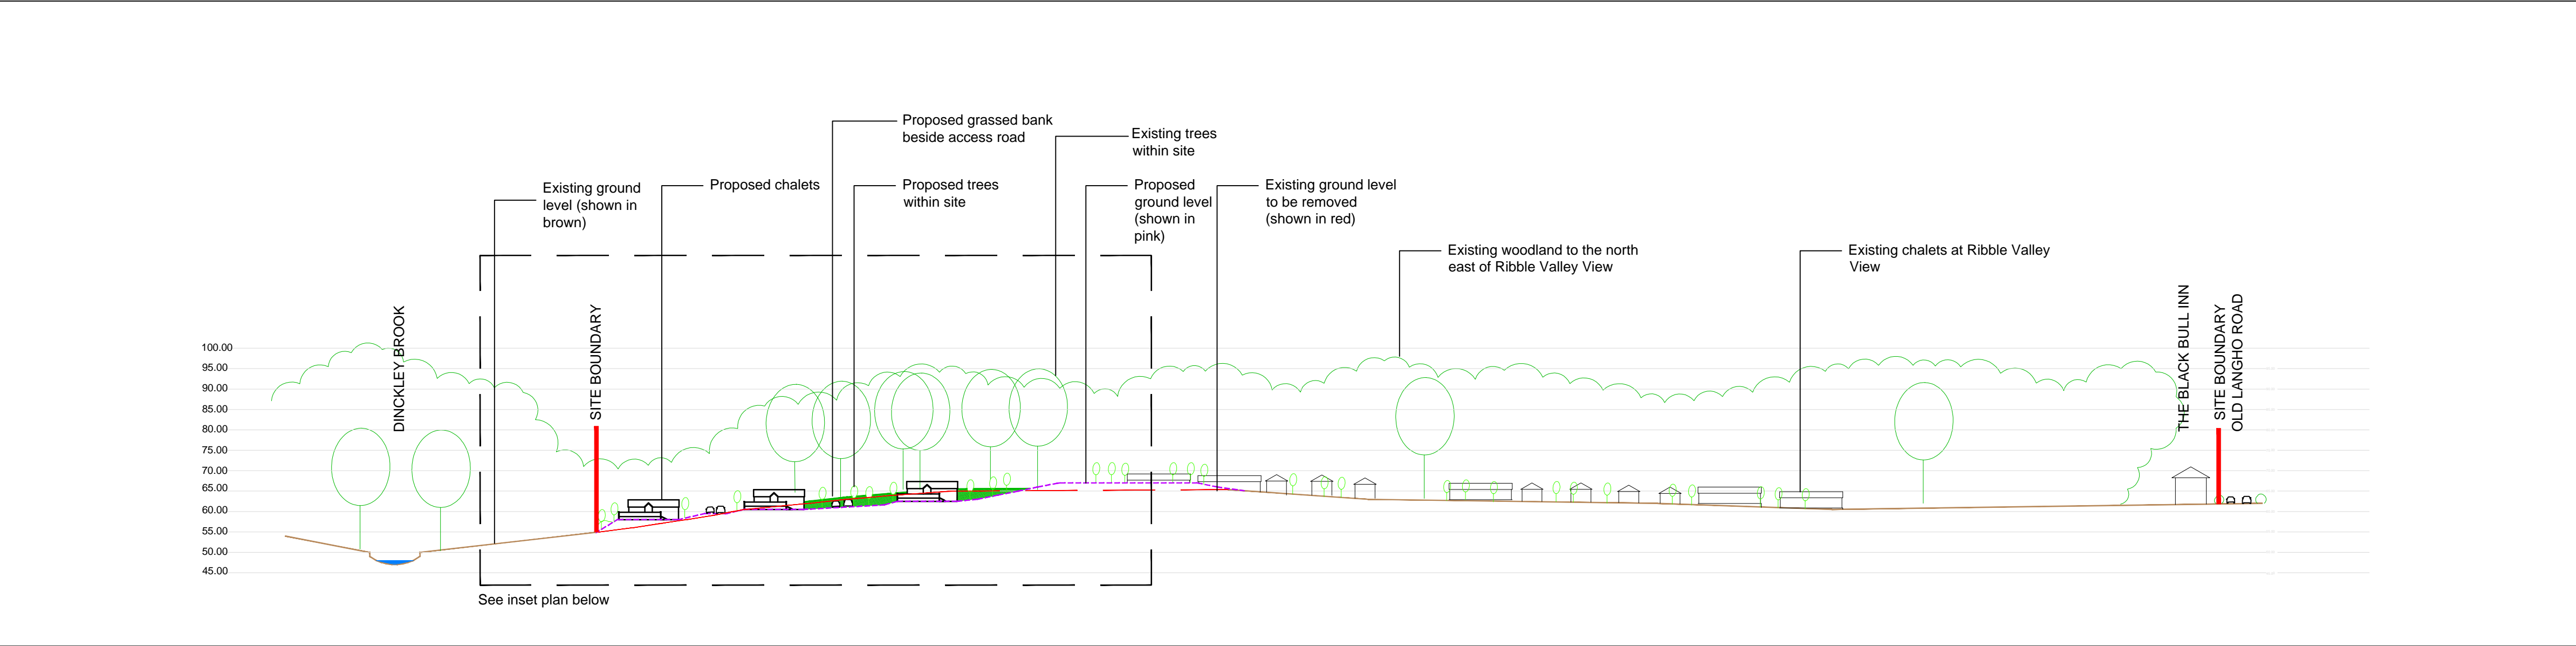 Proposed grassed bank
beside access road
Existing trees
within site
Existing ground
level (shown in
brown)
Proposed chalets
Proposed trees
within site
Proposed
ground level
(shown in
pink)
Existing ground level
to be removed
(shown in red)
Existing woodland to the north
east of Ribble Valley View
Existing chalets at Ribble Valley
View
DINCKLEY BROOK
SITE BOUNDARY
THE BLACK BULL INN
SITE BOUNDARY
OLD LANGHO ROAD
100.00
95.00
90.00
85.00
80.00
75.00
70.00
65.00
60.00
55.00
50.00
45.00
See inset plan below